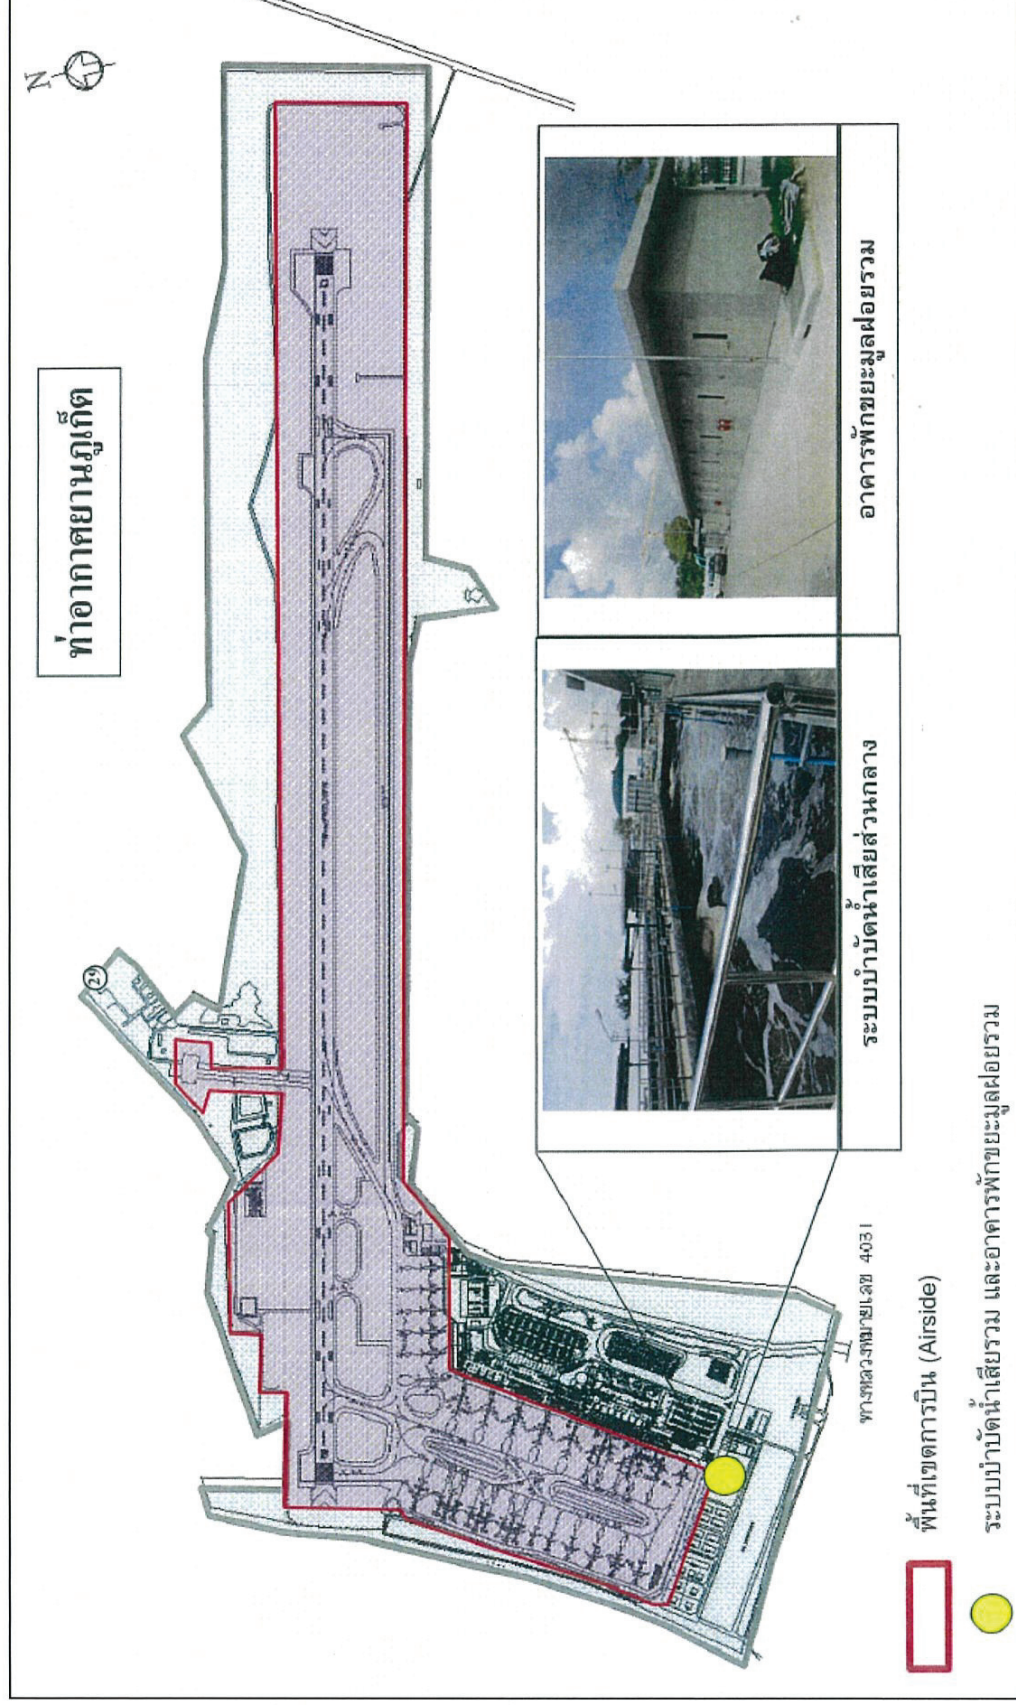 ท่าอากาศยานภูเก็ต
N
29
ทางหลวงหมายเลข 4031
ระบบบำบัดน้ำเสียส่วนกลาง
อาคารพักขยะมูลฝอยรวม
พื้นที่เขตการบิน (Airside)
ระบบบำบัดน้ำเสียรวม และอาคารพักขยะมูลฝอยรวม